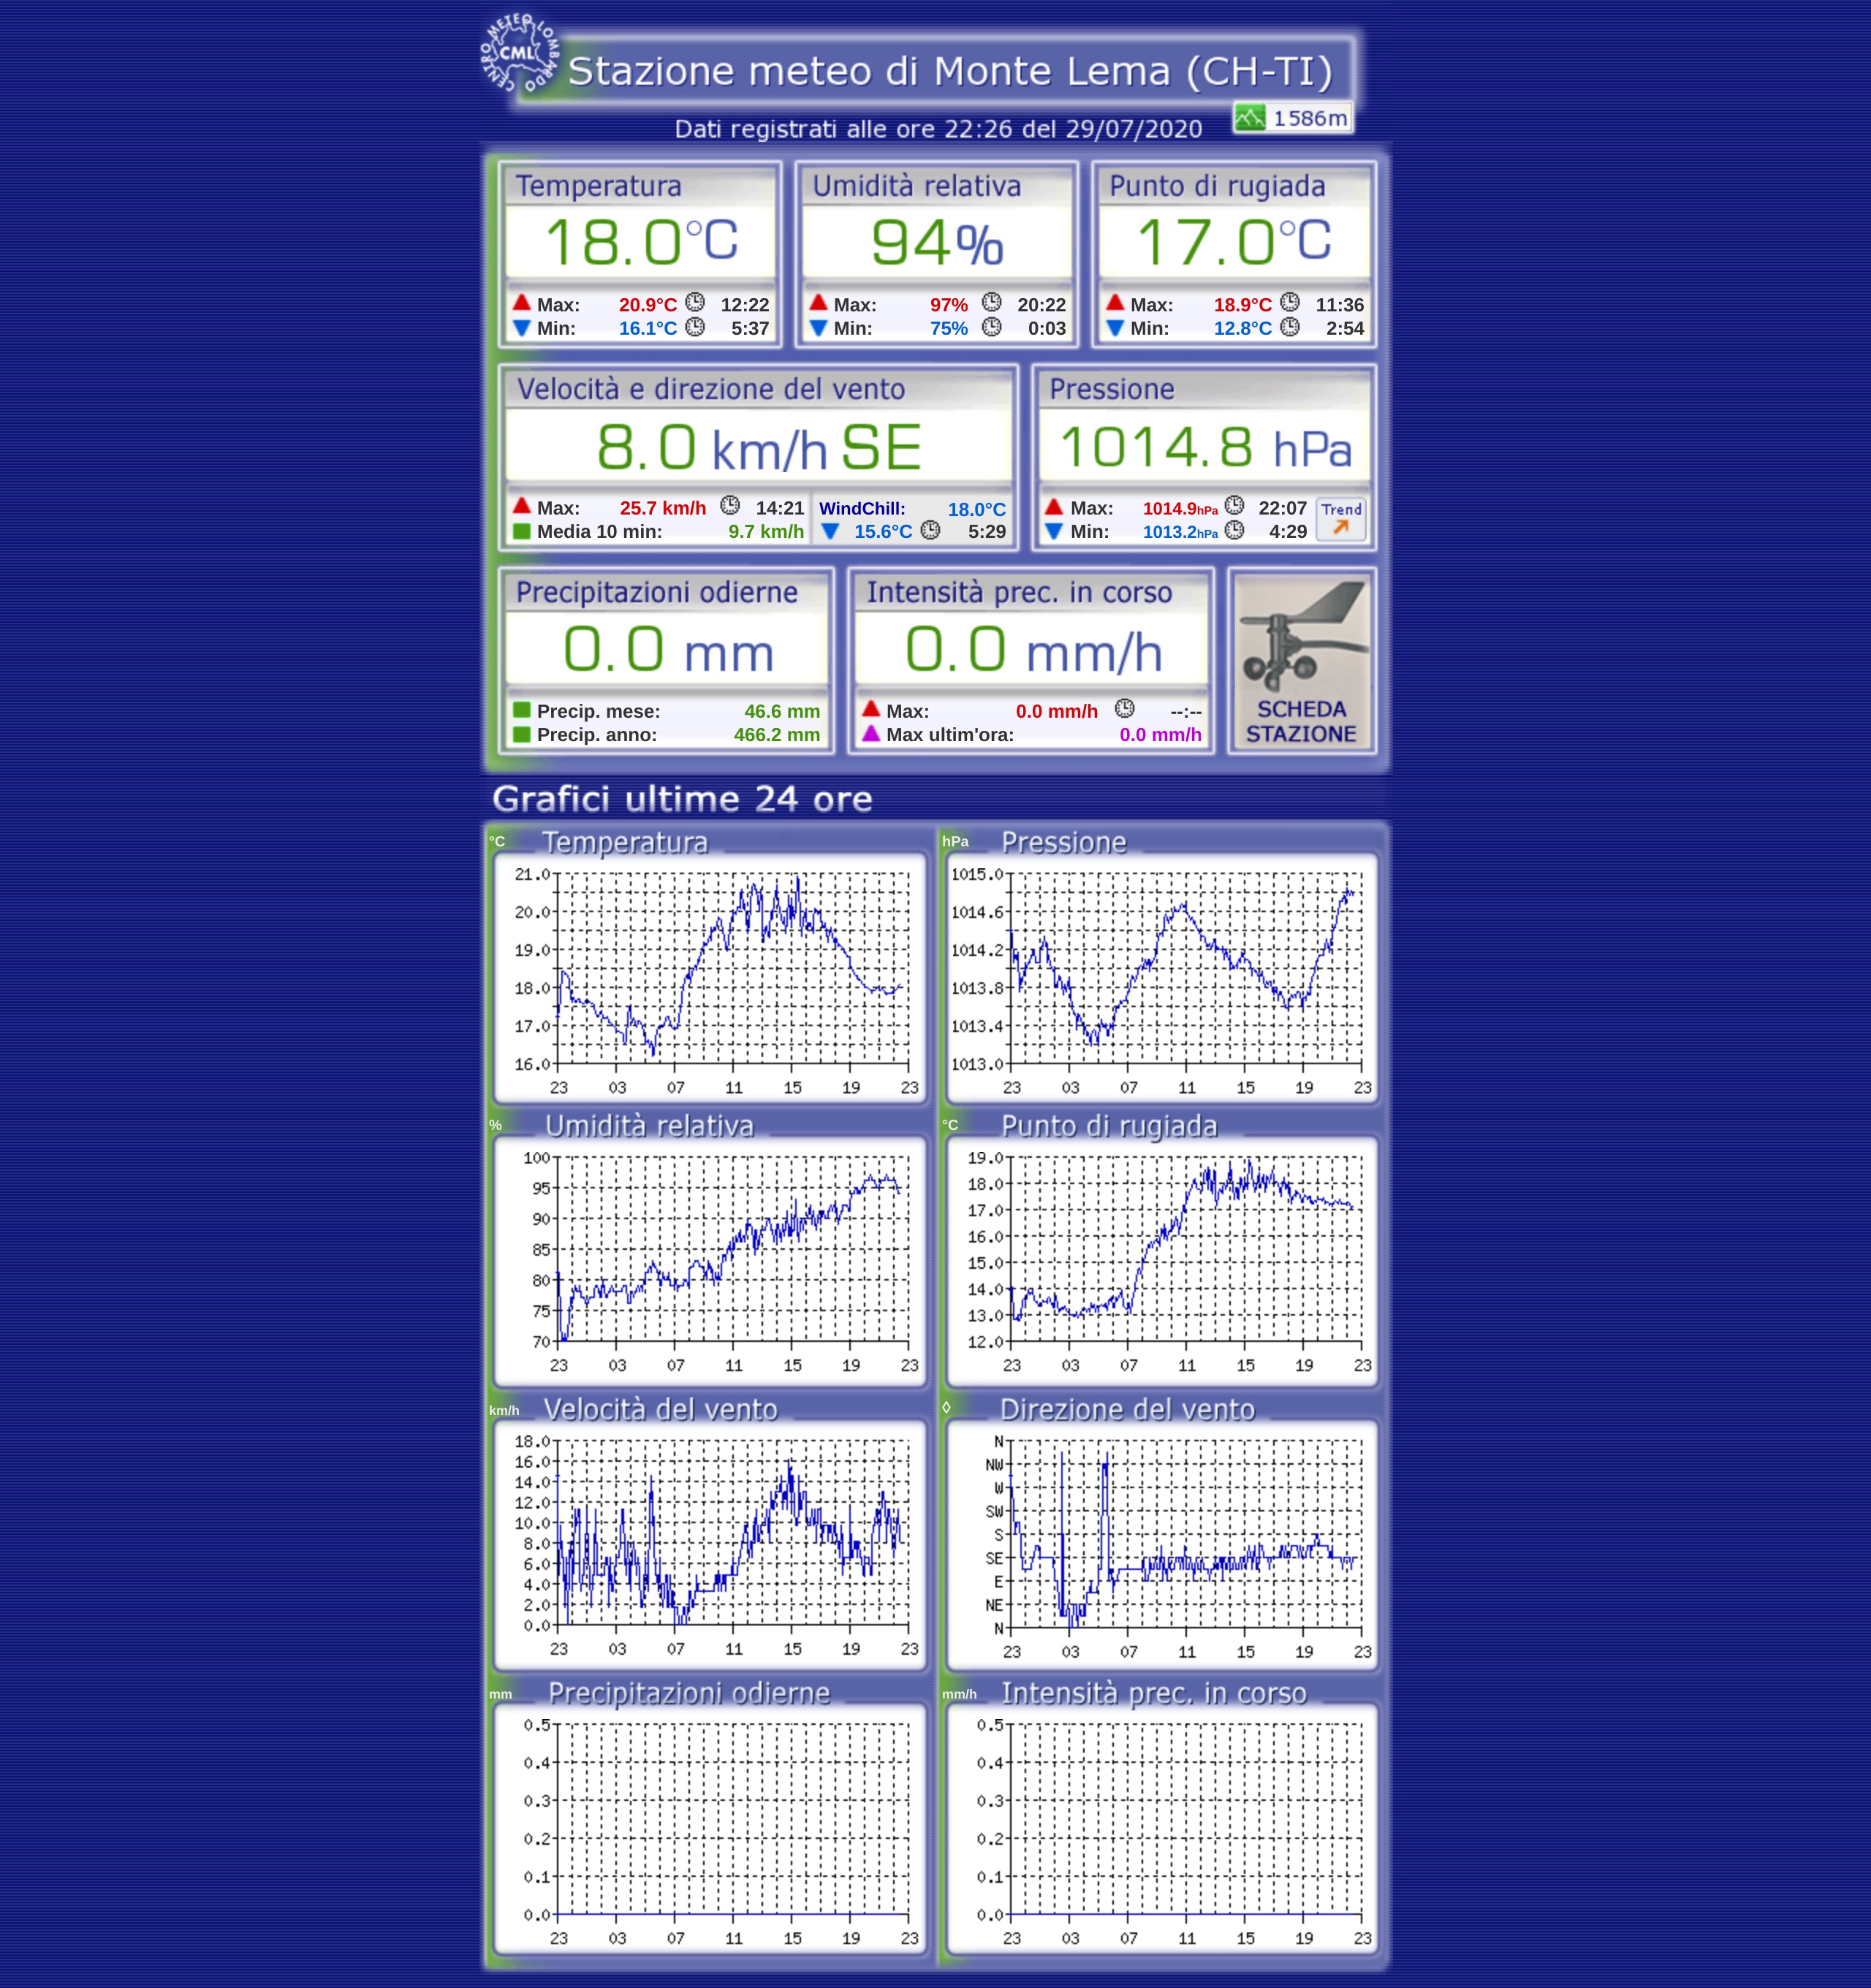 CENTRO METEO LOMBARDO
CML
Stazione meteo di Monte Lema (CH-TI)
1586m
Dati registrati alle ore 22:26 del 29/07/2020
Temperatura Umidità relativa Punto di rugiada
18.0°C 94% 17.0°C
Max: 20.9°C 12:22 Max: 97% 20:22 Max: 18.9°C 11:36
Min: 16.1°C 5:37 Min: 75% 0:03 Min: 12.8°C 2:54
Velocità e direzione del vento Pressione
8.0 km/h SE 1014.8 hPa
Max: 25.7 km/h 14:21 WindChill: 18.0°C Max: 1014.9hPa 22:07 Trend
Media 10 min: 9.7 km/h 15.6°C 5:29 Min: 1013.2hPa 4:29
Precipitazioni odierne Intensità prec. in corso
0.0 mm 0.0 mm/h
Precip. mese: 46.6 mm Max: 0.0 mm/h --:-- SCHEDA
Precip. anno: 466.2 mm Max ultim'ora: 0.0 mm/h STAZIONE
Grafici ultime 24 ore
°C Temperatura
21.0
20.0
19.0
18.0
17.0
16.0
23 03 07 11 15 19 23
hPa Pressione
1015.0
1014.6
1014.2
1013.8
1013.4
1013.0
23 03 07 11 15 19 23
% Umidità relativa
100
95
90
85
80
75
70
23 03 07 11 15 19 23
°C Punto di rugiada
19.0
18.0
17.0
16.0
15.0
14.0
13.0
12.0
23 03 07 11 15 19 23
km/h Velocità del vento
18.0
16.0
14.0
12.0
10.0
8.0
6.0
4.0
2.0
0.0
23 03 07 11 15 19 23
◊ Direzione del vento
N
NW
W
SW
S
SE
E
NE
N
23 03 07 11 15 19 23
mm Precipitazioni odierne
0.5
0.4
0.3
0.2
0.1
0.0
23 03 07 11 15 19 23
mm/h Intensità prec. in corso
0.5
0.4
0.3
0.2
0.1
0.0
23 03 07 11 15 19 23